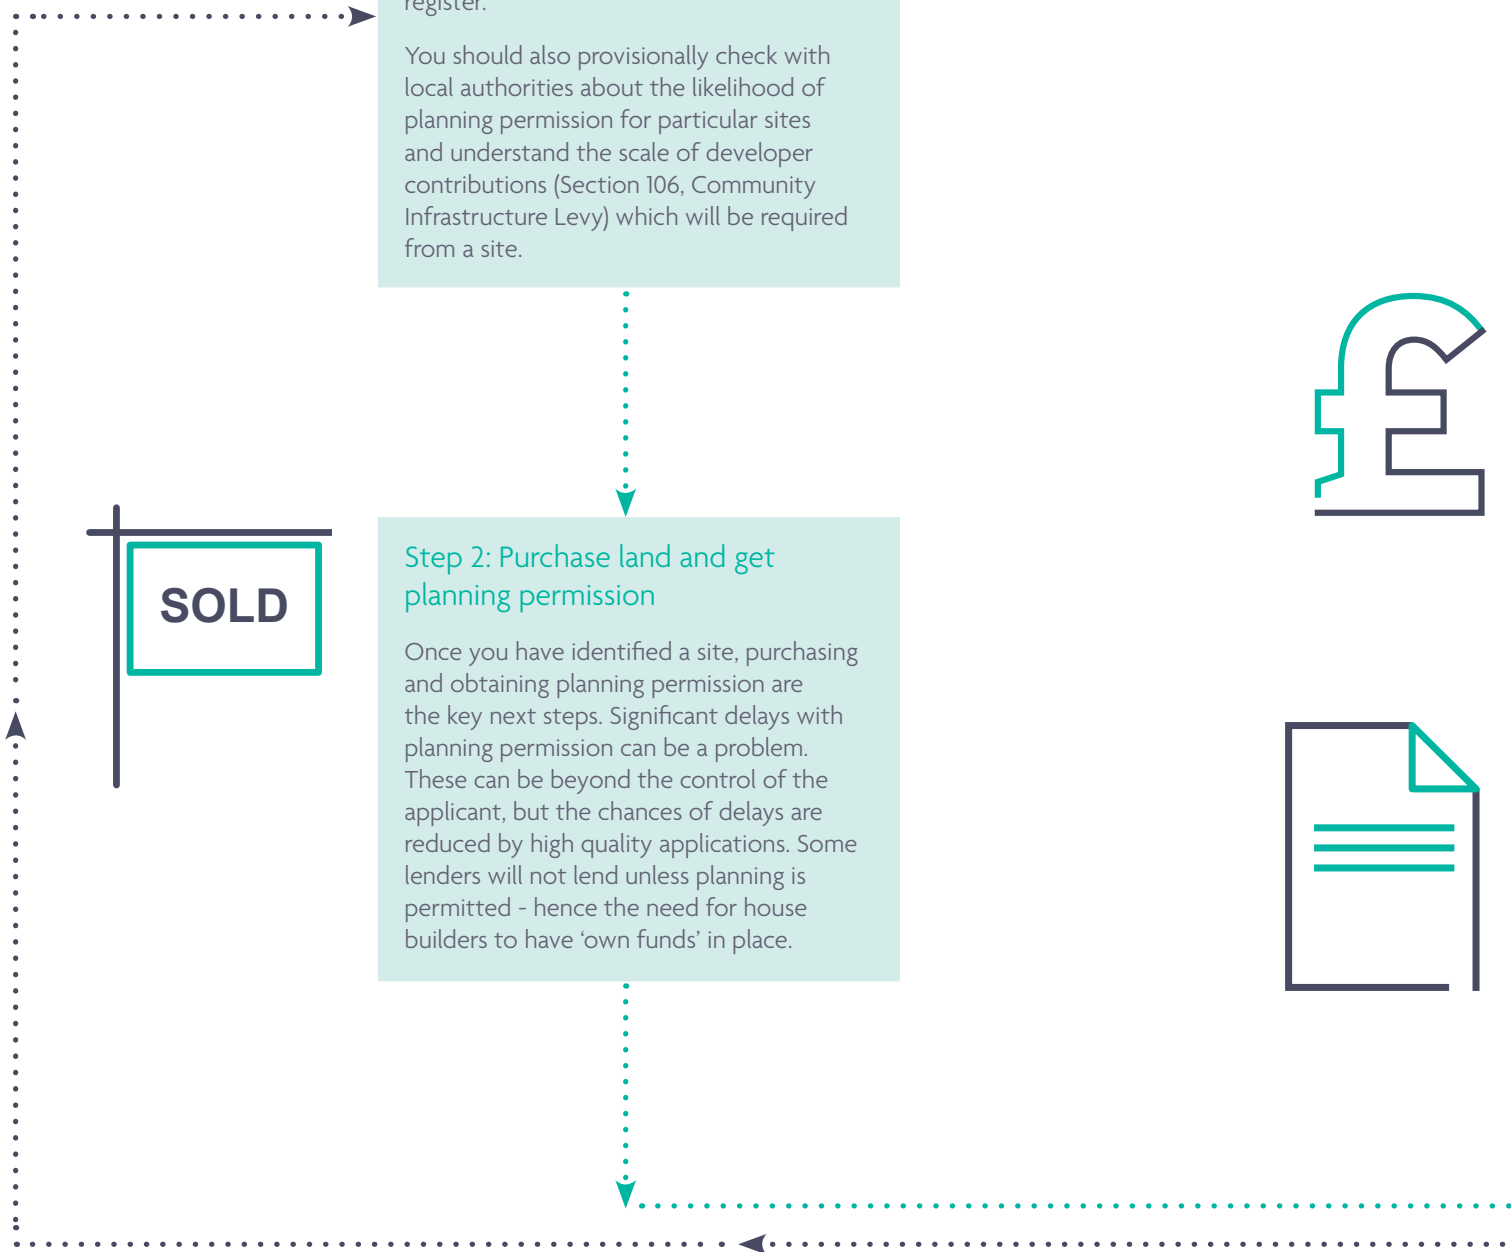 register.
You should also provisionally check with
local authorities about the likelihood of
planning permission for particular sites
and understand the scale of developer
contributions (Section 106, Community
Infrastructure Levy) which will be required
from a site.
SOLD
Step 2: Purchase land and get
planning permission
Once you have identified a site, purchasing
and obtaining planning permission are
the key next steps. Significant delays with
planning permission can be a problem.
These can be beyond the control of the
applicant, but the chances of delays are
reduced by high quality applications. Some
lenders will not lend unless planning is
permitted - hence the need for house
builders to have ‘own funds’ in place.
£